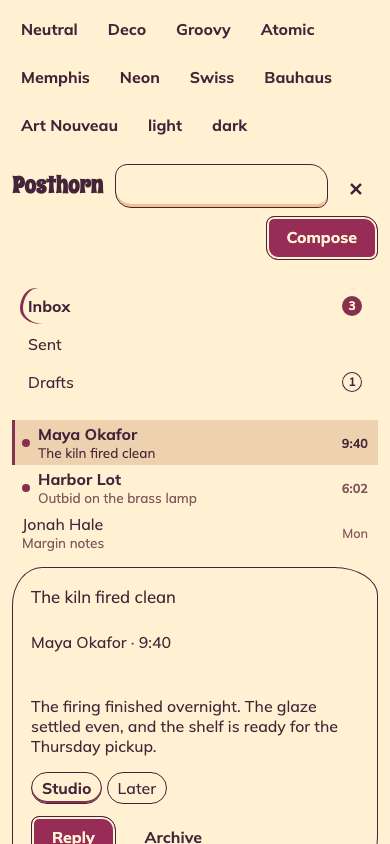 Neutral Deco Groovy Atomic
Memphis Neon Swiss Bauhaus
Art Nouveau light dark
Posthorn ×
Compose
Inbox 3
Sent
Drafts 1
Maya Okafor
The kiln fired clean 9:40
Harbor Lot
Outbid on the brass lamp 6:02
Jonah Hale
Margin notes Mon
The kiln fired clean
Maya Okafor · 9:40
The firing finished overnight. The glaze
settled even, and the shelf is ready for the
Thursday pickup.
Studio Later
Reply Archive